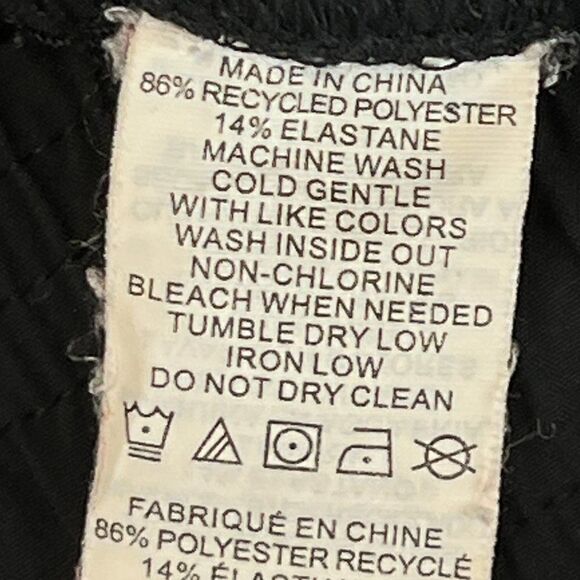 MADE IN CHINA
86% RECYCLED POLYESTER
14% ELASTANE
MACHINE WASH
COLD GENTLE
WITH LIKE COLORS
WASH INSIDE OUT
NON-CHLORINE
BLEACH WHEN NEEDED
TUMBLE DRY LOW
IRON LOW
DO NOT DRY CLEAN
FABRIQUÉ EN CHINE
86% POLYESTER RECYCLÉ
14%